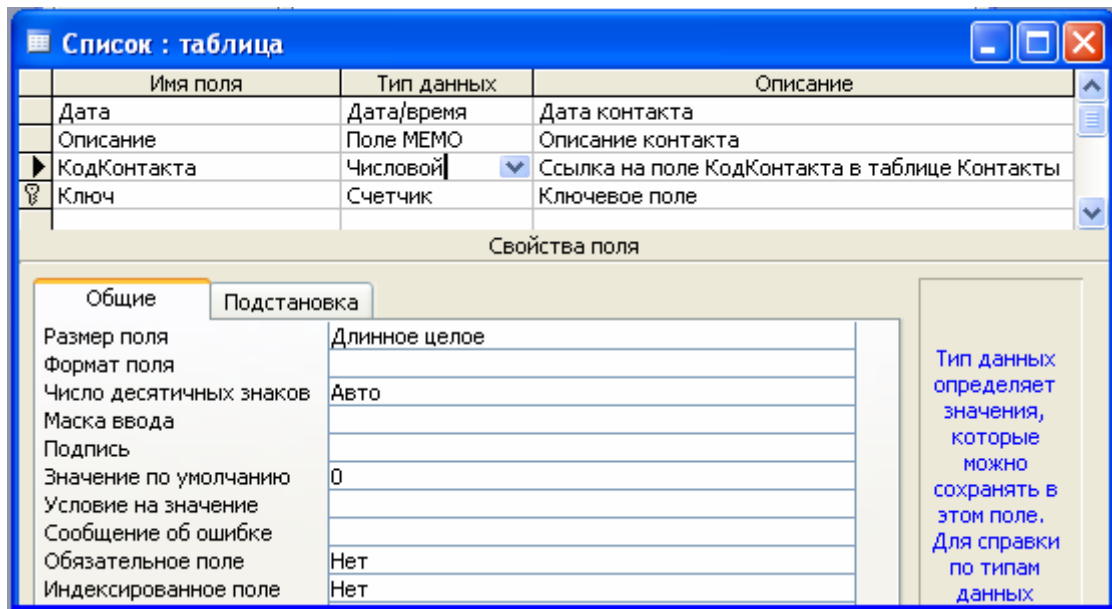 Список : таблица
Имя поля Тип данных Описание
Дата Дата/время Дата контакта
Описание Поле МЕМО Описание контакта
КодКонтакта Числовой Ссылка на поле КодКонтакта в таблице Контакты
Ключ Счетчик Ключевое поле
Свойства поля
Общие Подстановка
Размер поля Длинное целое
Формат поля
Число десятичных знаков Авто
Маска ввода
Подпись
Значение по умолчанию 0
Условие на значение
Сообщение об ошибке
Обязательное поле Нет
Индексированное поле Нет
Тип данных
определяет
значения,
которые
можно
сохранять в
этом поле.
Для справки
по типам
данных